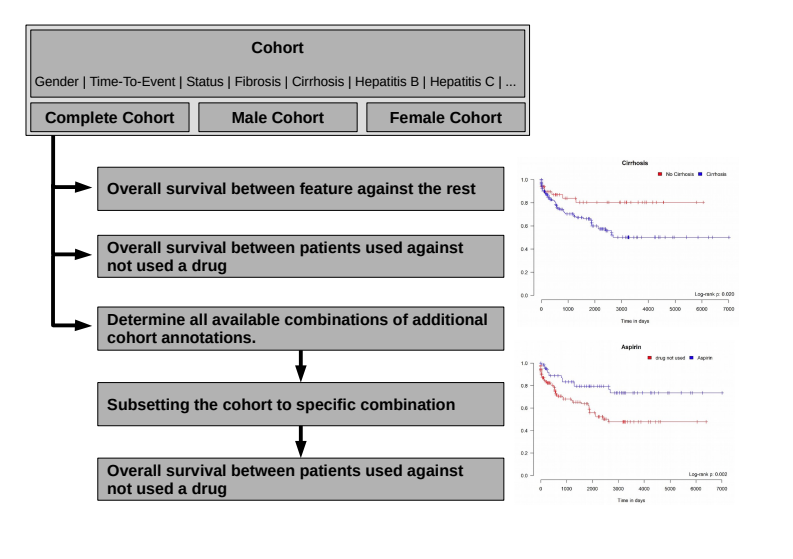 Cohort
Gender | Time-To-Event | Status | Fibrosis | Cirrhosis | Hepatitis B | Hepatitis C | ...
Complete Cohort
Male Cohort
Female Cohort
Overall survival between feature against the rest
Overall survival between patients used against
not used a drug
Determine all available combinations of additional
cohort annotations.
Subsetting the cohort to specific combination
Overall survival between patients used against
not used a drug
Cirrhosis
No Cirrhosis
Cirrhosis
1.0
0.8
0.6
0.4
0.2
0.0
Log-rank p: 0.020
0 1000 2000 3000 4000 5000 6000 7000
Time in days
Aspirin
drug not used
Aspirin
1.0
0.8
0.6
0.4
0.2
0.0
Log-rank p: 0.002
0 1000 2000 3000 4000 5000 6000 7000
Time in days